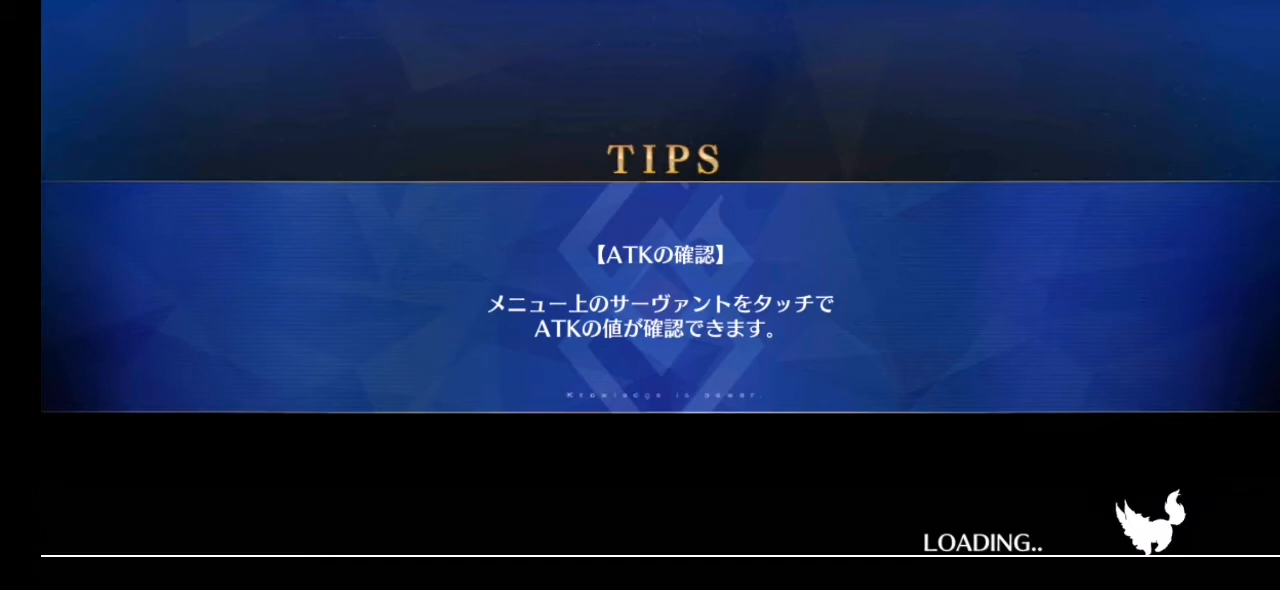 TIPS
【ATKの確認】
メニュー上のサーヴァントをタッチで
ATKの値が確認できます。
Knowledge is power.
LOADING..